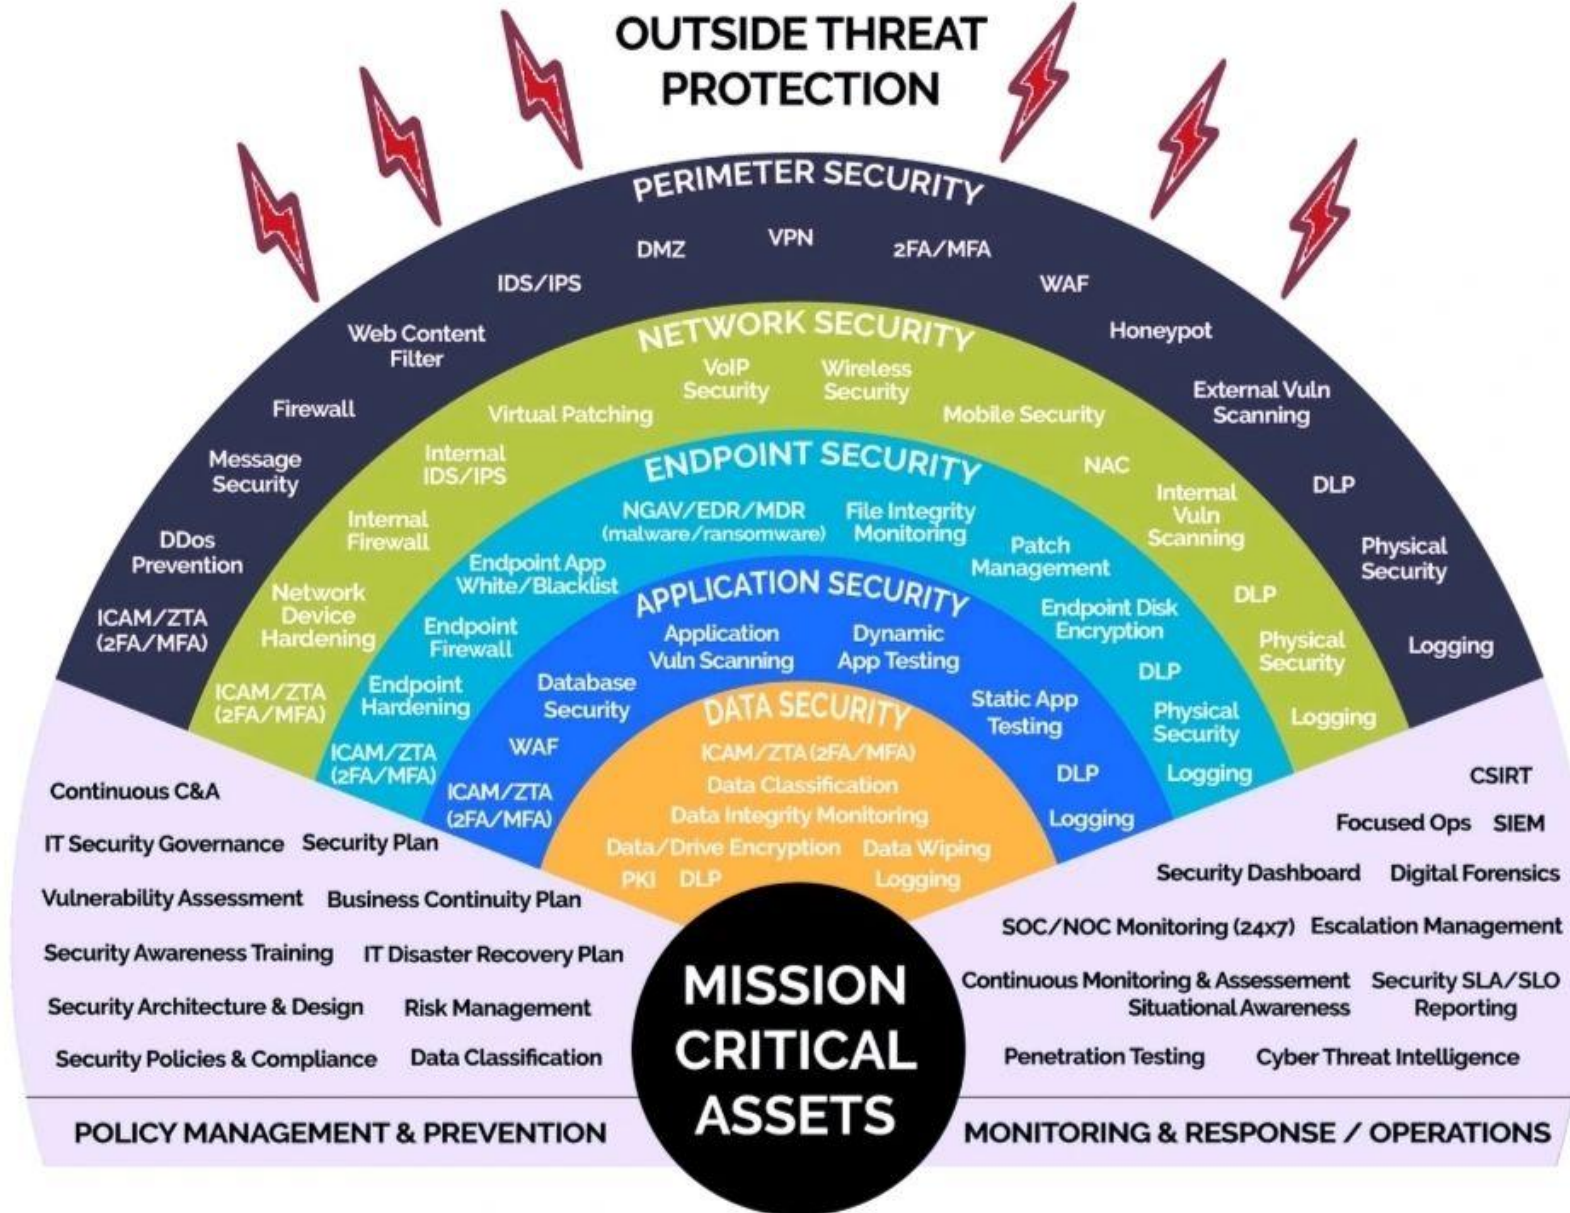 OUTSIDE THREAT
PROTECTION
PERIMETER SECURITY
ICAM/ZTA
(2FA/MFA)
DDos
Prevention
Message
Security
Firewall
Web Content
Filter
IDS/IPS
DMZ
VPN
2FA/MFA
WAF
Honeypot
External Vuln
Scanning
DLP
Physical
Security
Logging
NETWORK SECURITY
ICAM/ZTA
(2FA/MFA)
Network
Device
Hardening
Internal
Firewall
Internal
IDS/IPS
Virtual Patching
VoIP
Security
Wireless
Security
Mobile Security
NAC
Internal
Vuln
Scanning
DLP
Physical
Security
Logging
ENDPOINT SECURITY
ICAM/ZTA
(2FA/MFA)
Endpoint
Hardening
Endpoint
Firewall
Endpoint App
White/Blacklist
NGAV/EDR/MDR
(malware/ransomware)
File Integrity
Monitoring
Patch
Management
Endpoint Disk
Encryption
DLP
Physical
Security
Logging
APPLICATION SECURITY
ICAM/ZTA
(2FA/MFA)
WAF
Database
Security
Application
Vuln Scanning
Dynamic
App Testing
Static App
Testing
DLP
Logging
DATA SECURITY
ICAM/ZTA (2FA/MFA)
Data Classification
Data Integrity Monitoring
Data/Drive Encryption Data Wiping
PKI DLP Logging
MISSION
CRITICAL
ASSETS
Continuous C&A
IT Security Governance Security Plan
Vulnerability Assessment Business Continuity Plan
Security Awareness Training IT Disaster Recovery Plan
Security Architecture & Design Risk Management
Security Policies & Compliance Data Classification
POLICY MANAGEMENT & PREVENTION
CSIRT
Focused Ops SIEM
Security Dashboard Digital Forensics
SOC/NOC Monitoring (24x7) Escalation Management
Continuous Monitoring & Assessement
Situational Awareness
Security SLA/SLO
Reporting
Penetration Testing Cyber Threat Intelligence
MONITORING & RESPONSE / OPERATIONS